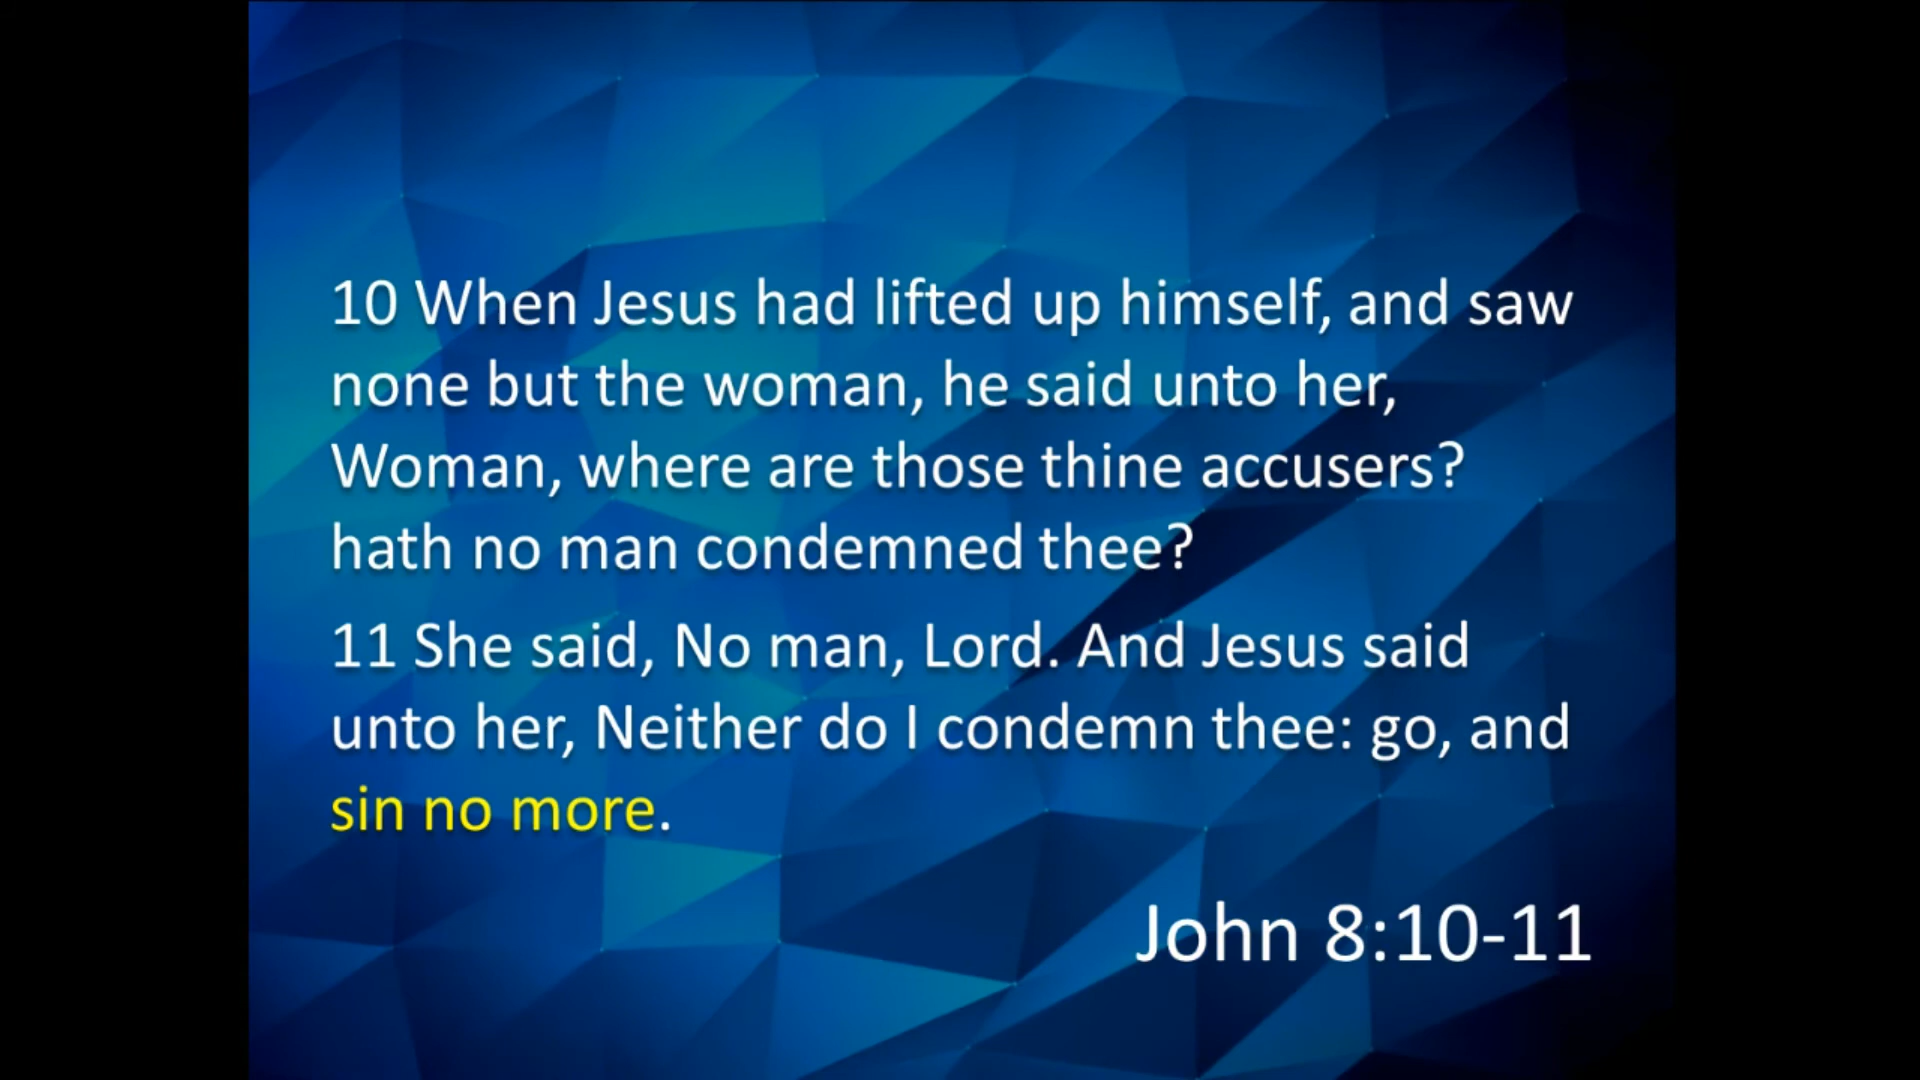 10 When Jesus had lifted up himself, and saw
none but the woman, he said unto her,
Woman, where are those thine accusers?
hath no man condemned thee?
11 She said, No man, Lord. And Jesus said
unto her, Neither do I condemn thee: go, and
sin no more.
John 8:10-11